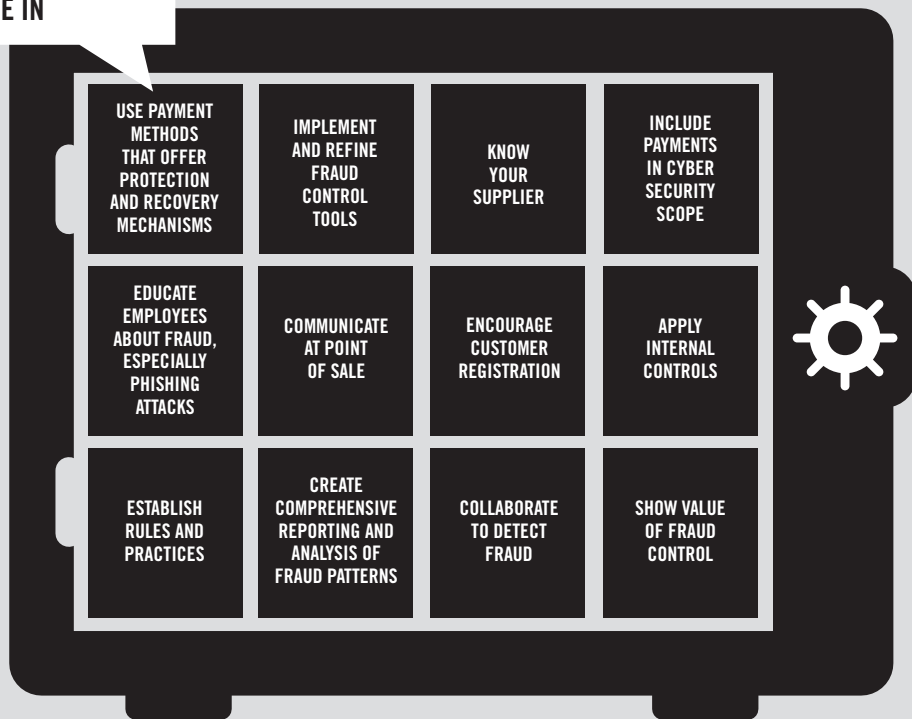 E IN
USE PAYMENT
METHODS
THAT OFFER
PROTECTION
AND RECOVERY
MECHANISMS
IMPLEMENT
AND REFINE
FRAUD
CONTROL
TOOLS
KNOW
YOUR
SUPPLIER
INCLUDE
PAYMENTS
IN CYBER
SECURITY
SCOPE
EDUCATE
EMPLOYEES
ABOUT FRAUD,
ESPECIALLY
PHISHING
ATTACKS
COMMUNICATE
AT POINT
OF SALE
ENCOURAGE
CUSTOMER
REGISTRATION
APPLY
INTERNAL
CONTROLS
ESTABLISH
RULES AND
PRACTICES
CREATE
COMPREHENSIVE
REPORTING AND
ANALYSIS OF
FRAUD PATTERNS
COLLABORATE
TO DETECT
FRAUD
SHOW VALUE
OF FRAUD
CONTROL